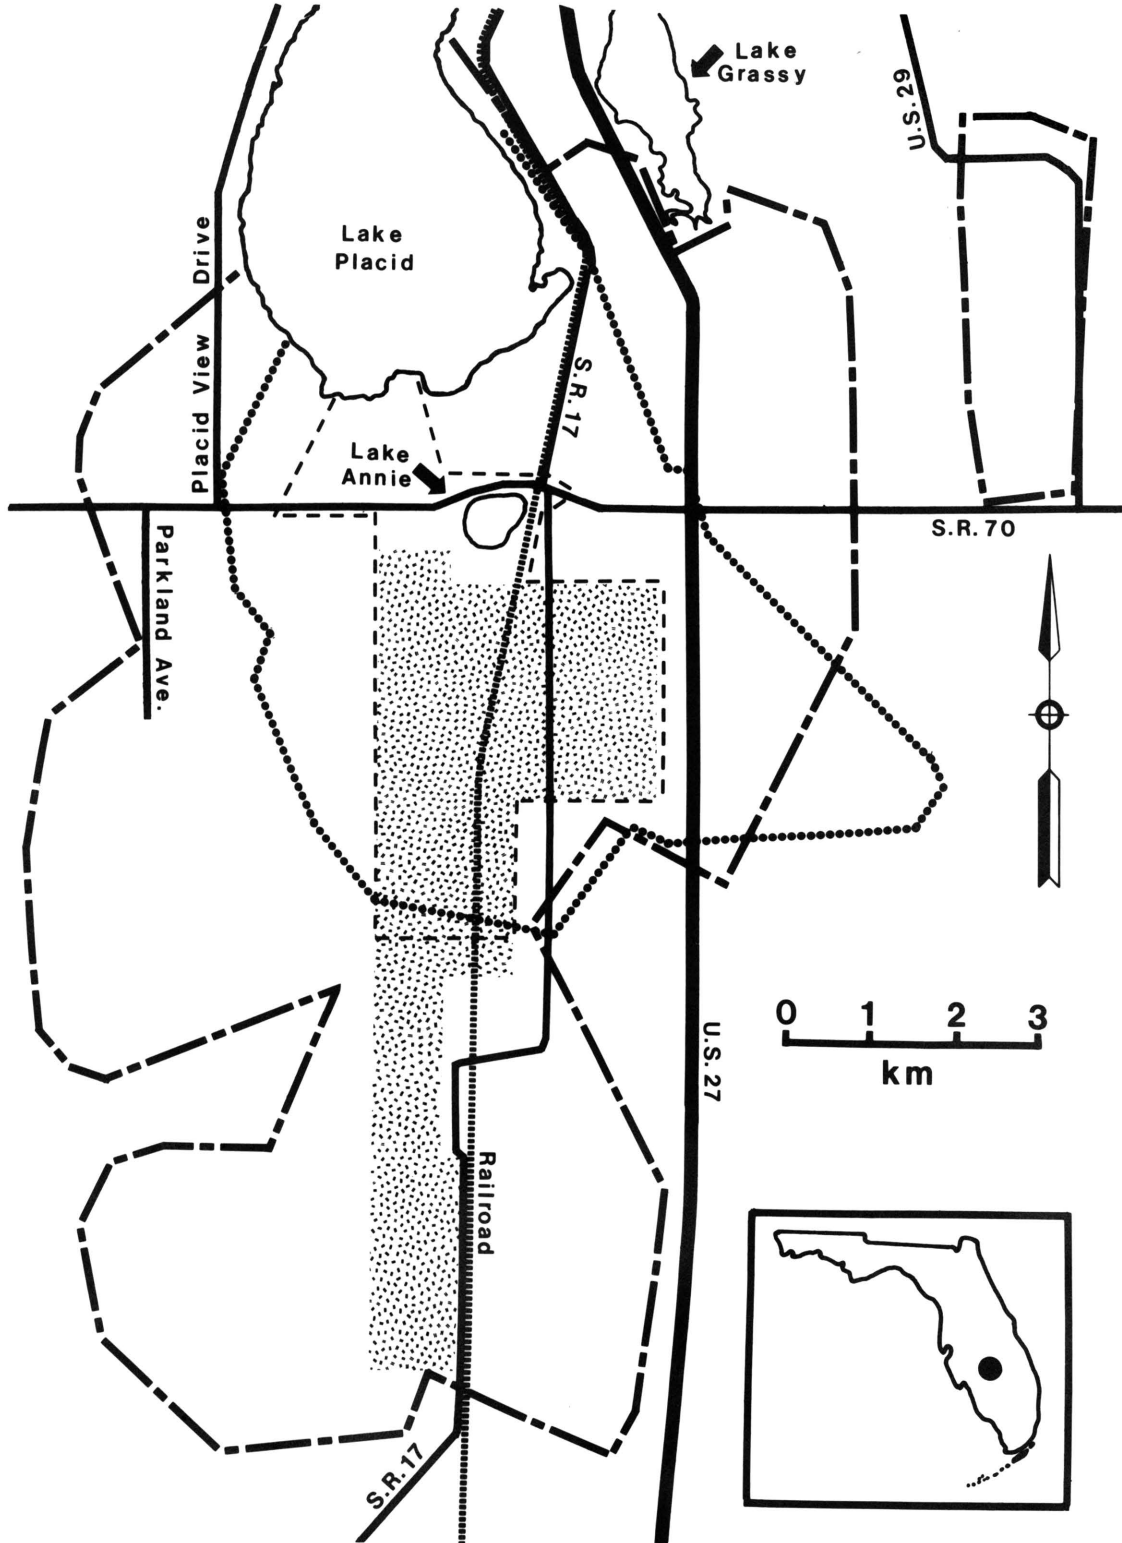 Lake
Grassy
U.S. 29
Lake
Placid
Placid View Drive
S.R. 17
Lake
Annie
S.R. 70
Parkland Ave.
0 1 2 3
km
U.S. 27
Railroad
S.R. 17